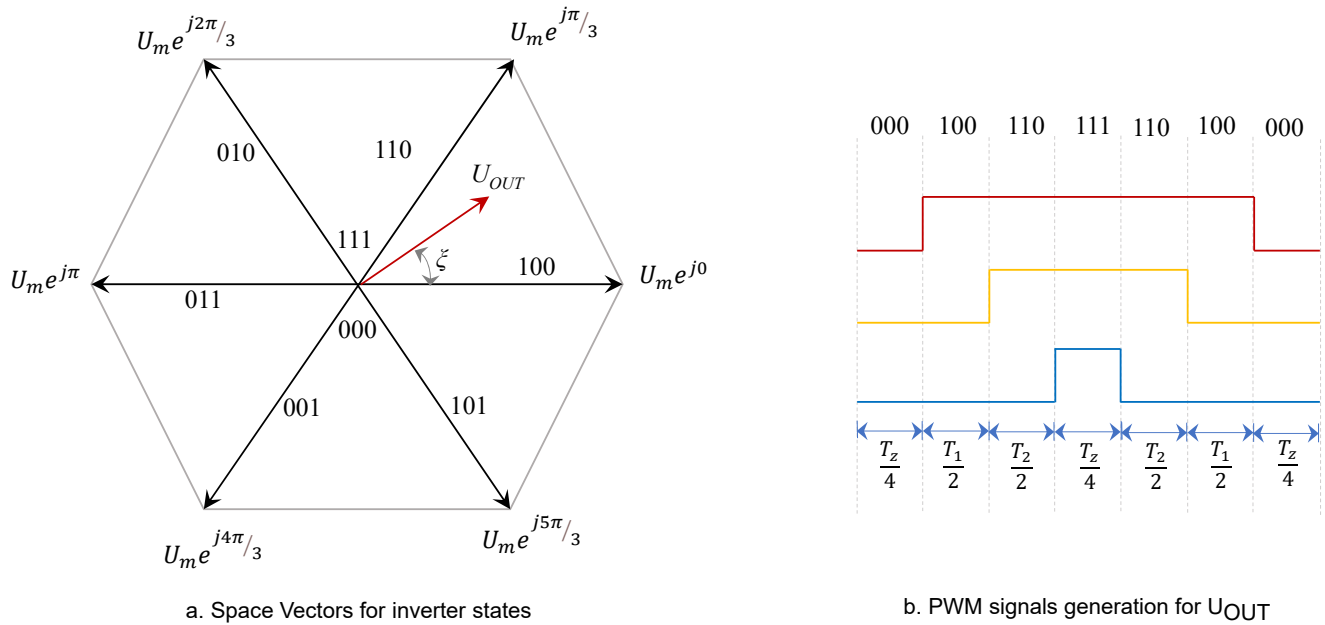 U_m e^{j2π/3}
U_m e^{jπ/3}
010
110
U_OUT
111
ξ
100
U_m e^{jπ}
U_m e^{j0}
011
000
001
101
U_m e^{j4π/3}
U_m e^{j5π/3}
a. Space Vectors for inverter states
000 100 110 111 110 100 000
T_z/4 T_1/2 T_2/2 T_z/4 T_2/2 T_1/2 T_z/4
b. PWM signals generation for U_OUT